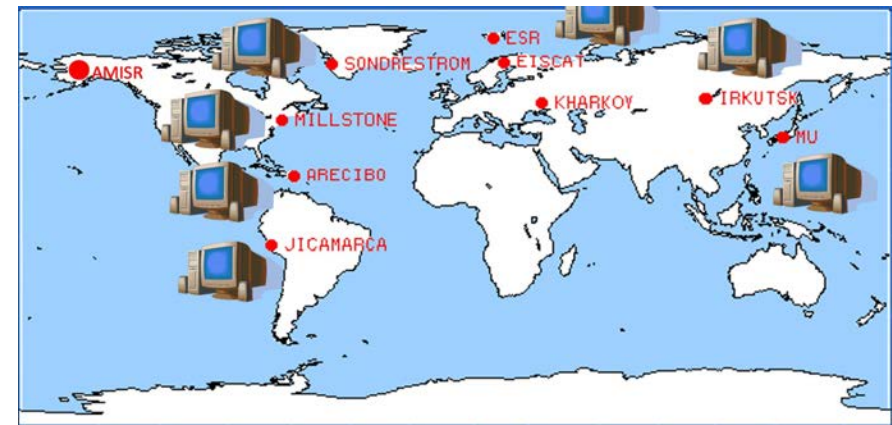 ESR
SONDRESTROM
EISCAT
AMISR
KHARKOV
IRKUTSK
MILLSTONE
MU
ARECIBO
JICAMARCA